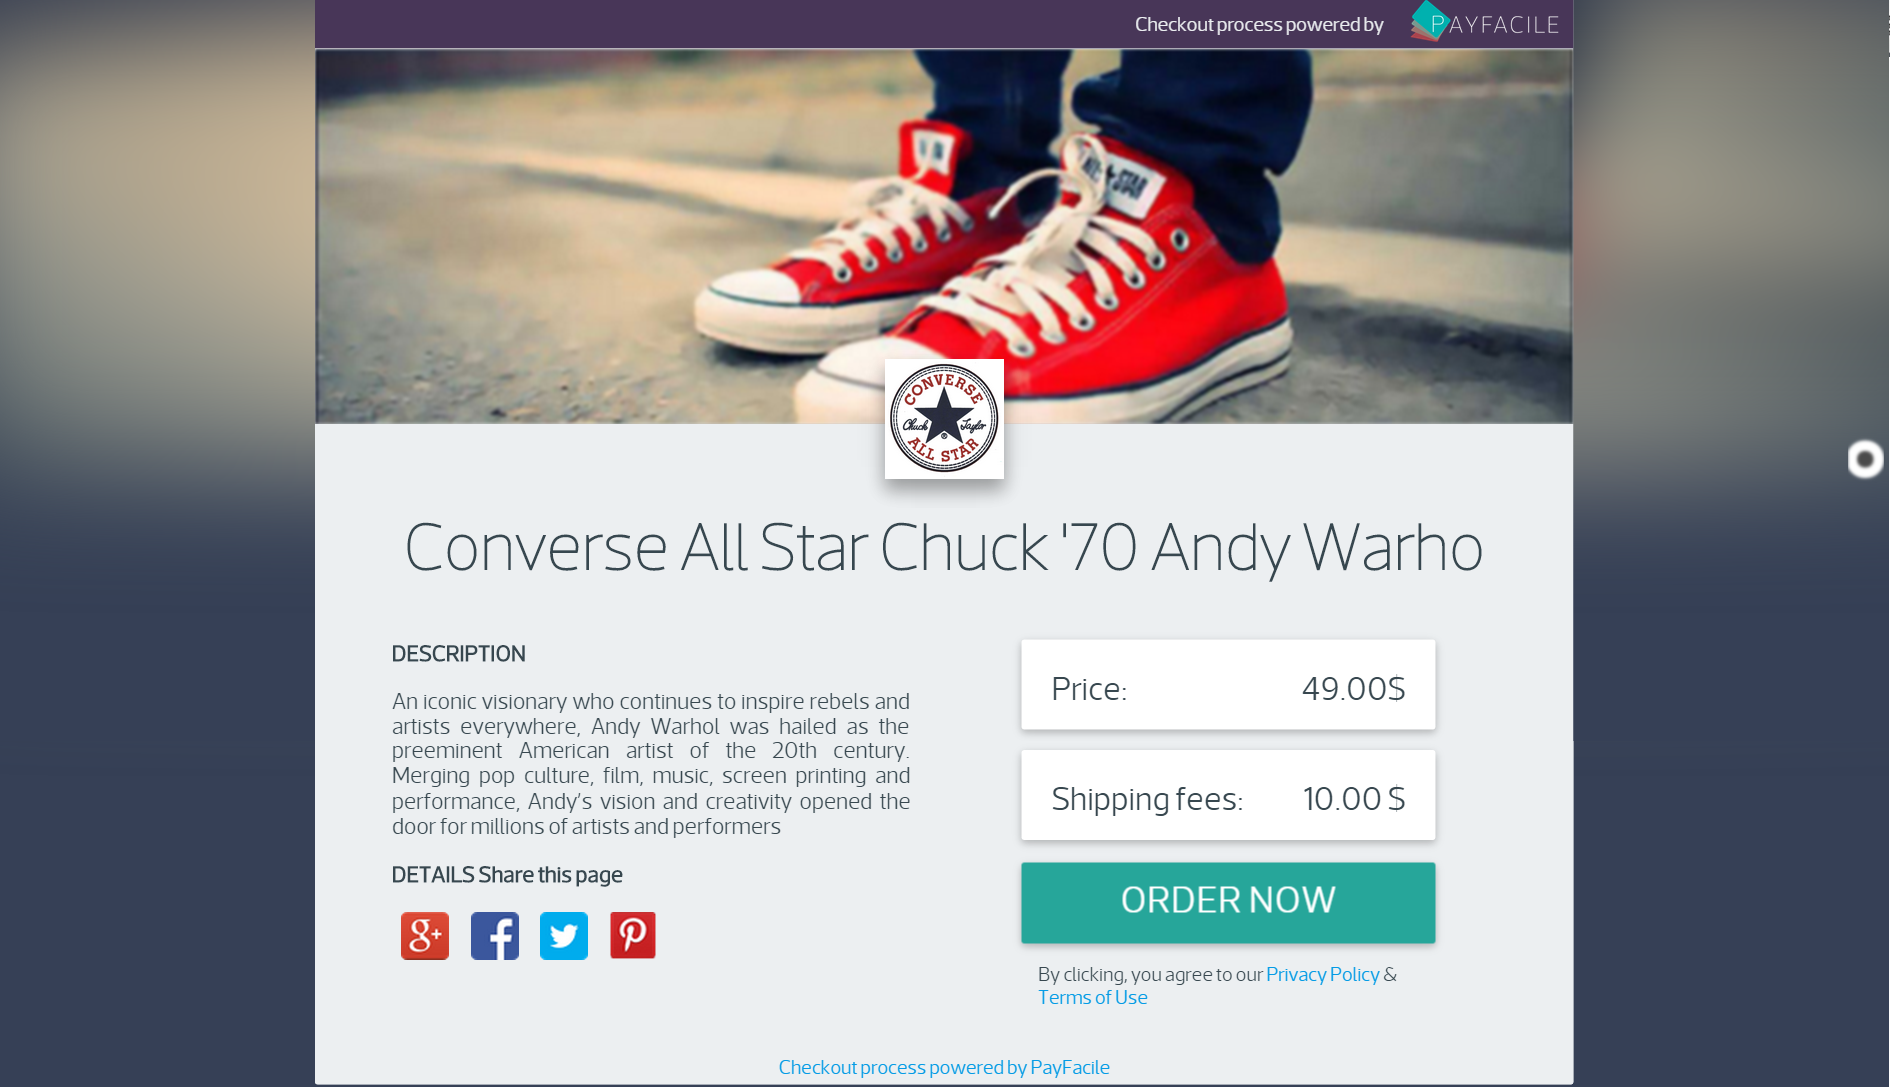 Checkout process powered by
PAYFACILE
ALL STAR
CONVERSE
Chuck Taylor
®
ALL STAR
Converse All Star Chuck '70 Andy Warho
DESCRIPTION
An iconic visionary who continues to inspire rebels and
artists everywhere, Andy Warhol was hailed as the
preeminent American artist of the 20th century.
Merging pop culture, film, music, screen printing and
performance, Andy’s vision and creativity opened the
door for millions of artists and performers
DETAILS Share this page
g+ f
Price: 49.00$
Shipping fees: 10.00 $
ORDER NOW
By clicking, you agree to our Privacy Policy &
Terms of Use
Checkout process powered by PayFacile